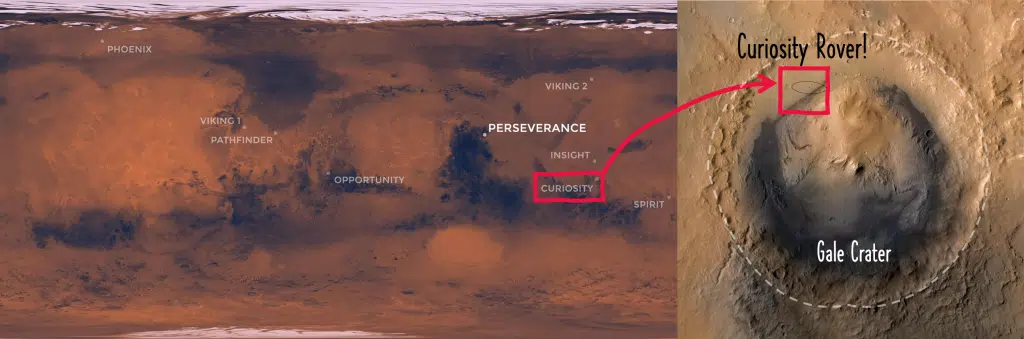 PHOENIX
VIKING 2
VIKING 1
PATHFINDER
PERSEVERANCE
INSIGHT
OPPORTUNITY
CURIOSITY
SPIRIT
Curiosity Rover!
Gale Crater